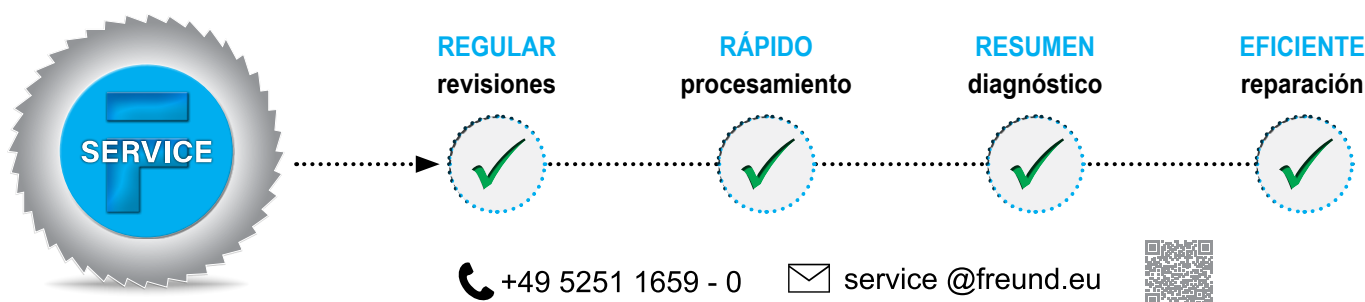 SERVICE
REGULAR
revisiones
RÁPIDO
procesamiento
RESUMEN
diagnóstico
EFICIENTE
reparación
+49 5251 1659 - 0
service @freund.eu